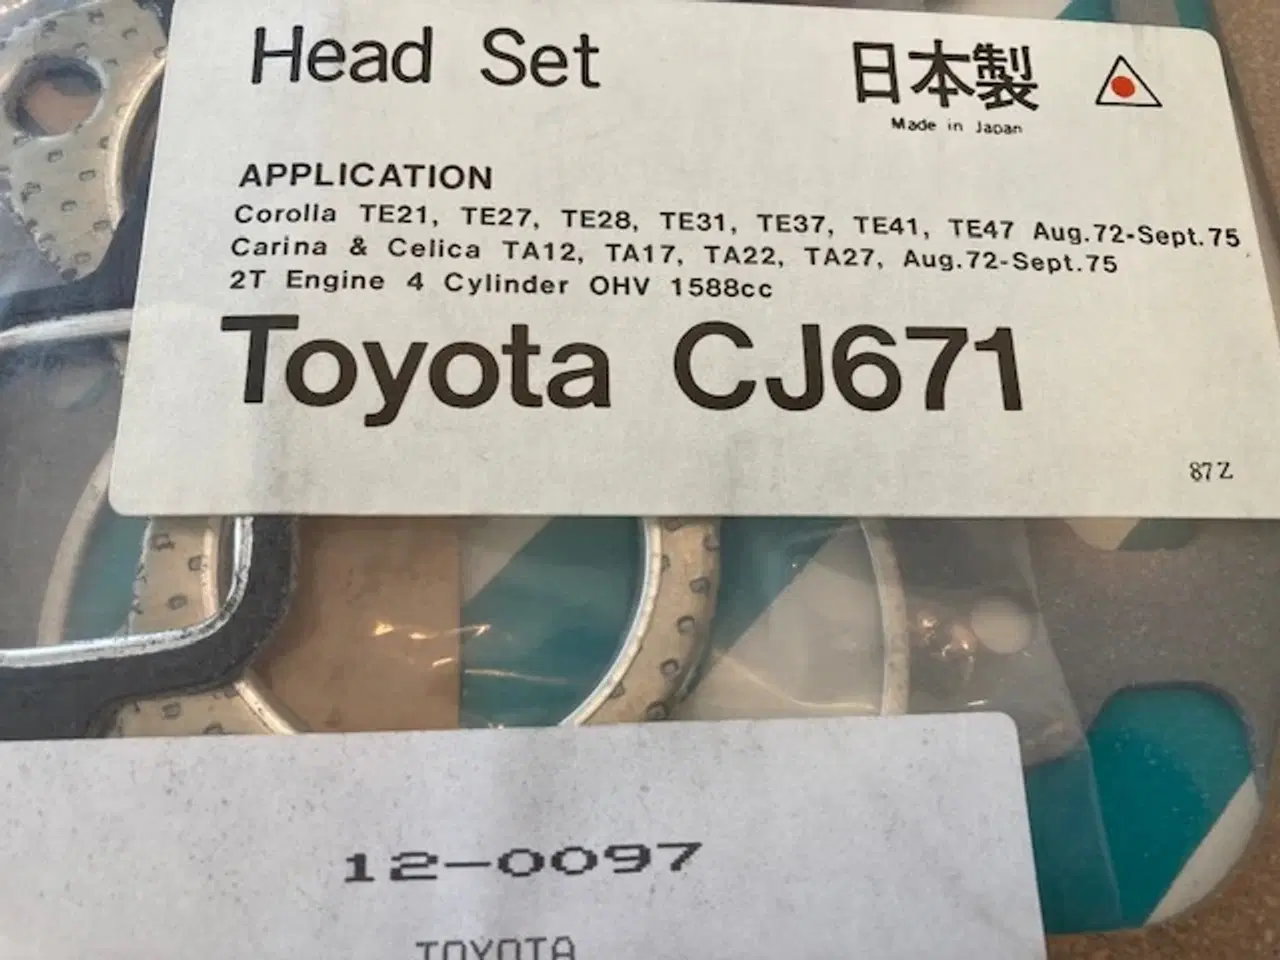 Head Set
日本製
Made in Japan
APPLICATION
Corolla TE21, TE27, TE28, TE31, TE37, TE41, TE47 Aug.72-Sept.75
Carina & Celica TA12, TA17, TA22, TA27, Aug.72-Sept.75
2T Engine 4 Cylinder OHV 1588cc
Toyota CJ671
87Z
12-0097
TOYOTA